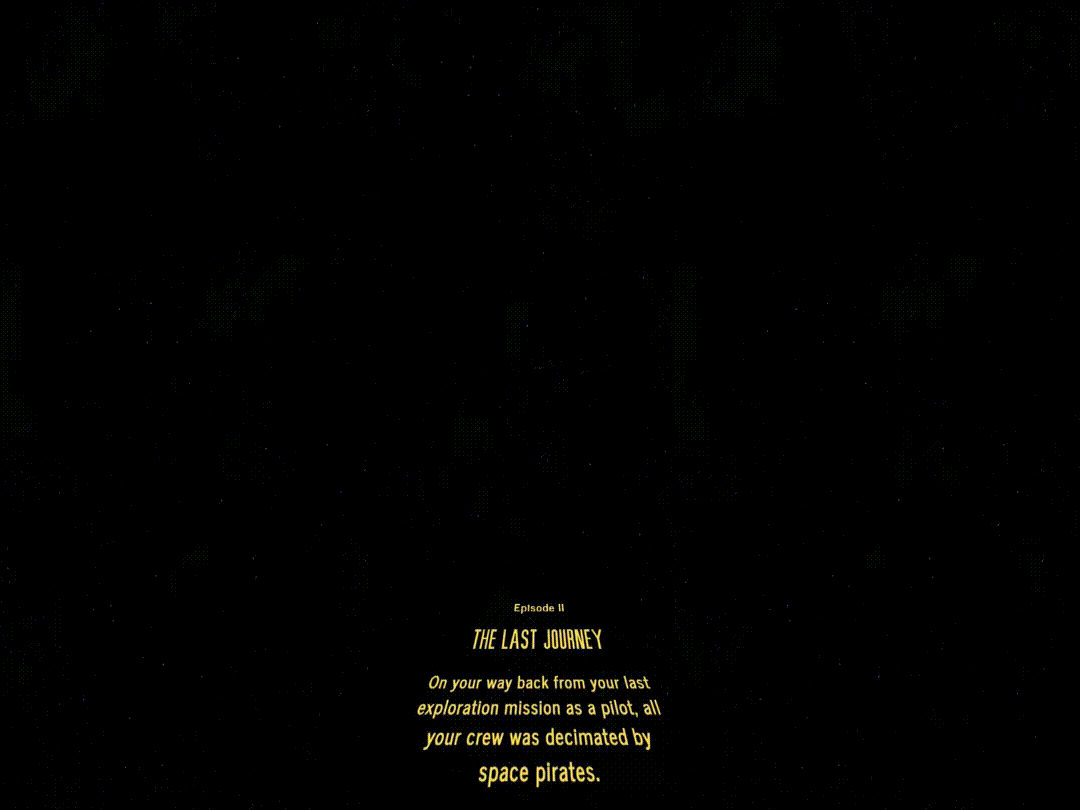 Episode II
THE LAST JOURNEY
On your way back from your last
exploration mission as a pilot, all
your crew was decimated by
space pirates.